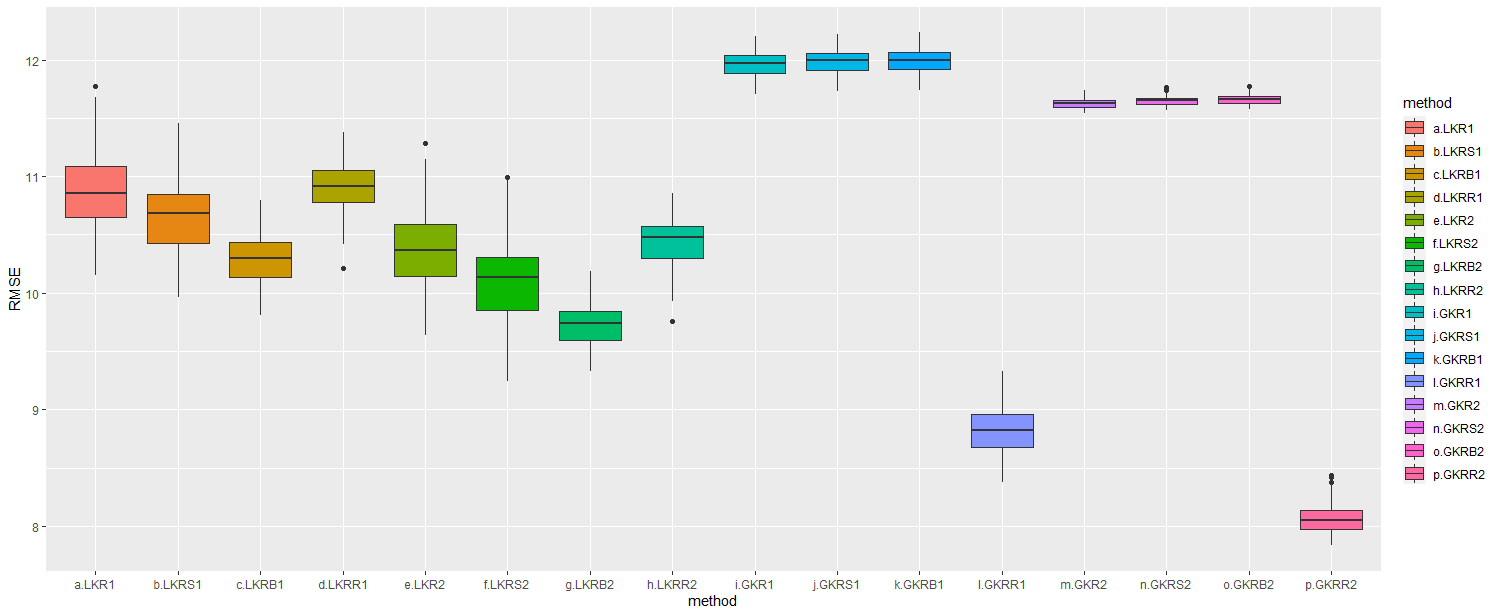 RMSE
12
11
10
9
8
a.LKR1 b.LKRS1 c.LKRB1 d.LKRR1 e.LKR2 f.LKRS2 g.LKRB2 h.LKRR2 i.GKR1 j.GKRS1 k.GKRB1 l.GKRR1 m.GKR2 n.GKRS2 o.GKRB2 p.GKRR2
method
method
a.LKR1
b.LKRS1
c.LKRB1
d.LKRR1
e.LKR2
f.LKRS2
g.LKRB2
h.LKRR2
i.GKR1
j.GKRS1
k.GKRB1
l.GKRR1
m.GKR2
n.GKRS2
o.GKRB2
p.GKRR2